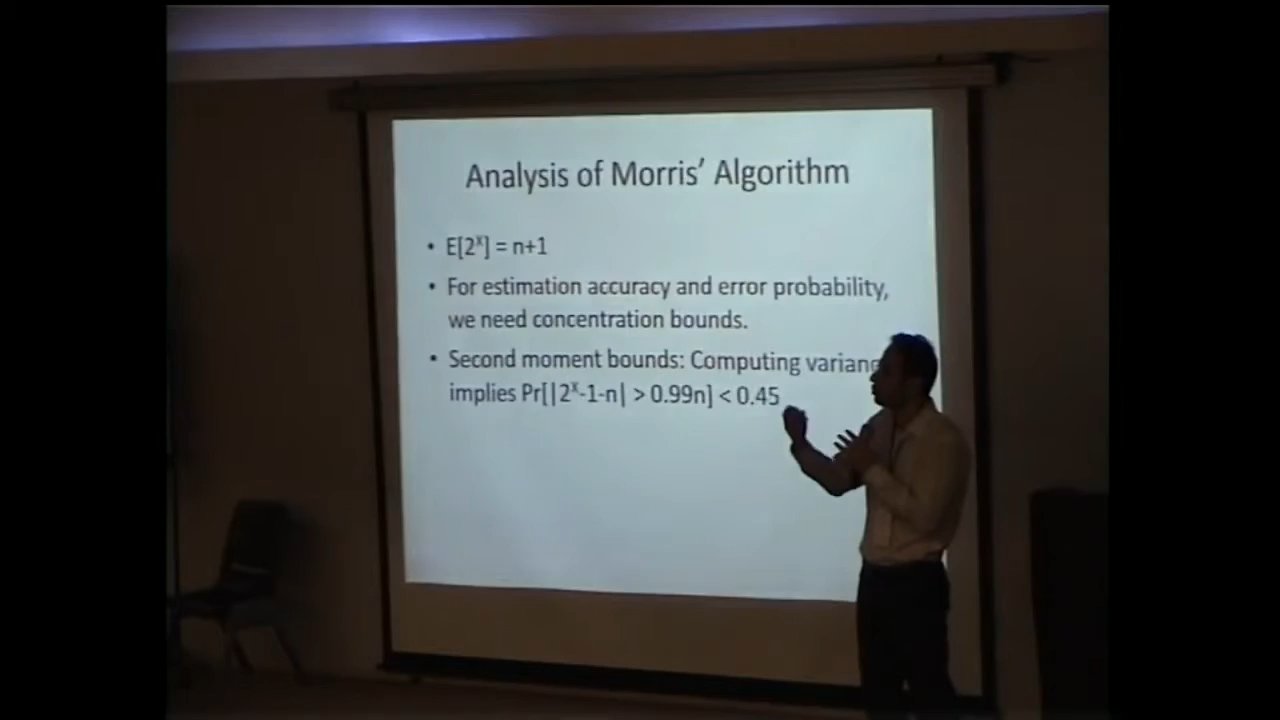 Analysis of Morris’ Algorithm
• E[2ˣ] = n+1
• For estimation accuracy and error probability,
we need concentration bounds.
• Second moment bounds: Computing
implies Pr[|2ˣ-1-n| > 0.99n] < 0.45